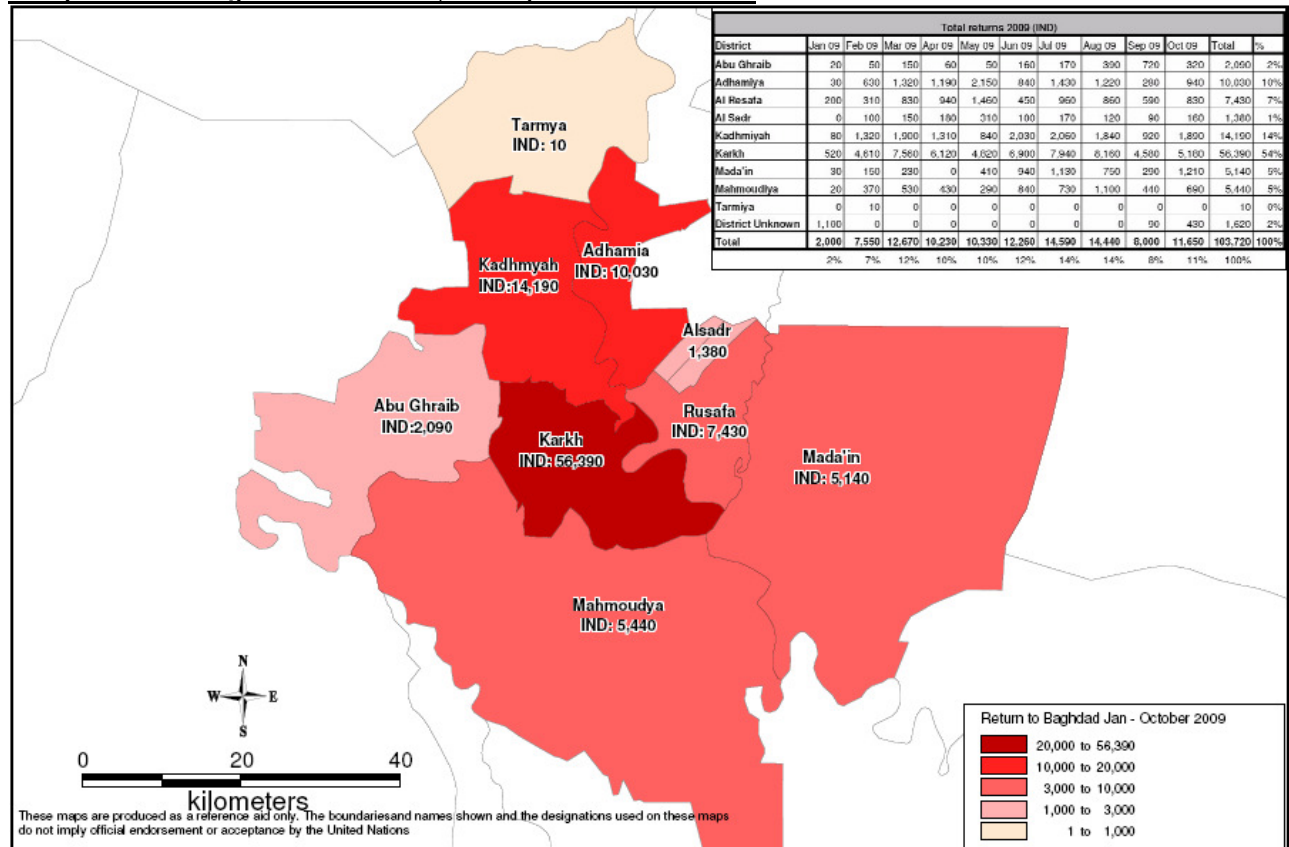 Total returns 2009 (IND)
District Jan 09 Feb 09 Mar 09 Apr 09 May 09 Jun 09 Jul 09 Aug 09 Sep 09 Oct 09 Total %
Abu Ghraib 20 50 150 60 50 160 170 390 720 320 2,090 2%
Adhamiya 30 630 1,320 1,190 2,150 840 1,430 1,220 280 940 10,030 10%
Al Resafa 200 310 830 940 1,460 450 960 860 590 830 7,430 7%
Al Sadr 0 100 150 180 310 100 170 120 90 160 1,380 1%
Kadhmiyah 80 1,320 1,900 1,310 840 2,030 2,060 1,840 920 1,890 14,190 14%
Karkh 520 4,610 7,560 6,120 4,820 6,900 7,940 8,160 4,580 5,180 56,390 54%
Mada'in 30 150 230 0 410 940 1,130 750 290 1,210 5,140 5%
Mahmoudiya 20 370 530 430 290 840 730 1,100 440 690 5,440 5%
Tarmiya 0 10 0 0 0 0 0 0 0 0 10 0%
District Unknown 1,100 0 0 0 0 0 0 0 90 430 1,620 2%
Total 2,000 7,550 12,670 10,230 10,330 12,260 14,590 14,440 8,000 11,650 103,720 100%
2% 7% 12% 10% 10% 12% 14% 14% 8% 11% 100%
Tarmya
IND: 10
Adhamia
IND: 10,030
Kadhmyah
IND:14,190
Alsadr
1,380
Abu Ghraib
IND:2,090
Rusafa
IND: 7,430
Karkh
IND: 56,390
Mada'in
IND: 5,140
Mahmoudya
IND: 5,440
N
W E
S
0 20 40
kilometers
These maps are produced as a reference aid only. The boundariesand names shown and the designations used on these maps
do not imply official endorsement or acceptance by the United Nations
Return to Baghdad Jan - October 2009
20,000 to 56,390
10,000 to 20,000
3,000 to 10,000
1,000 to 3,000
1 to 1,000